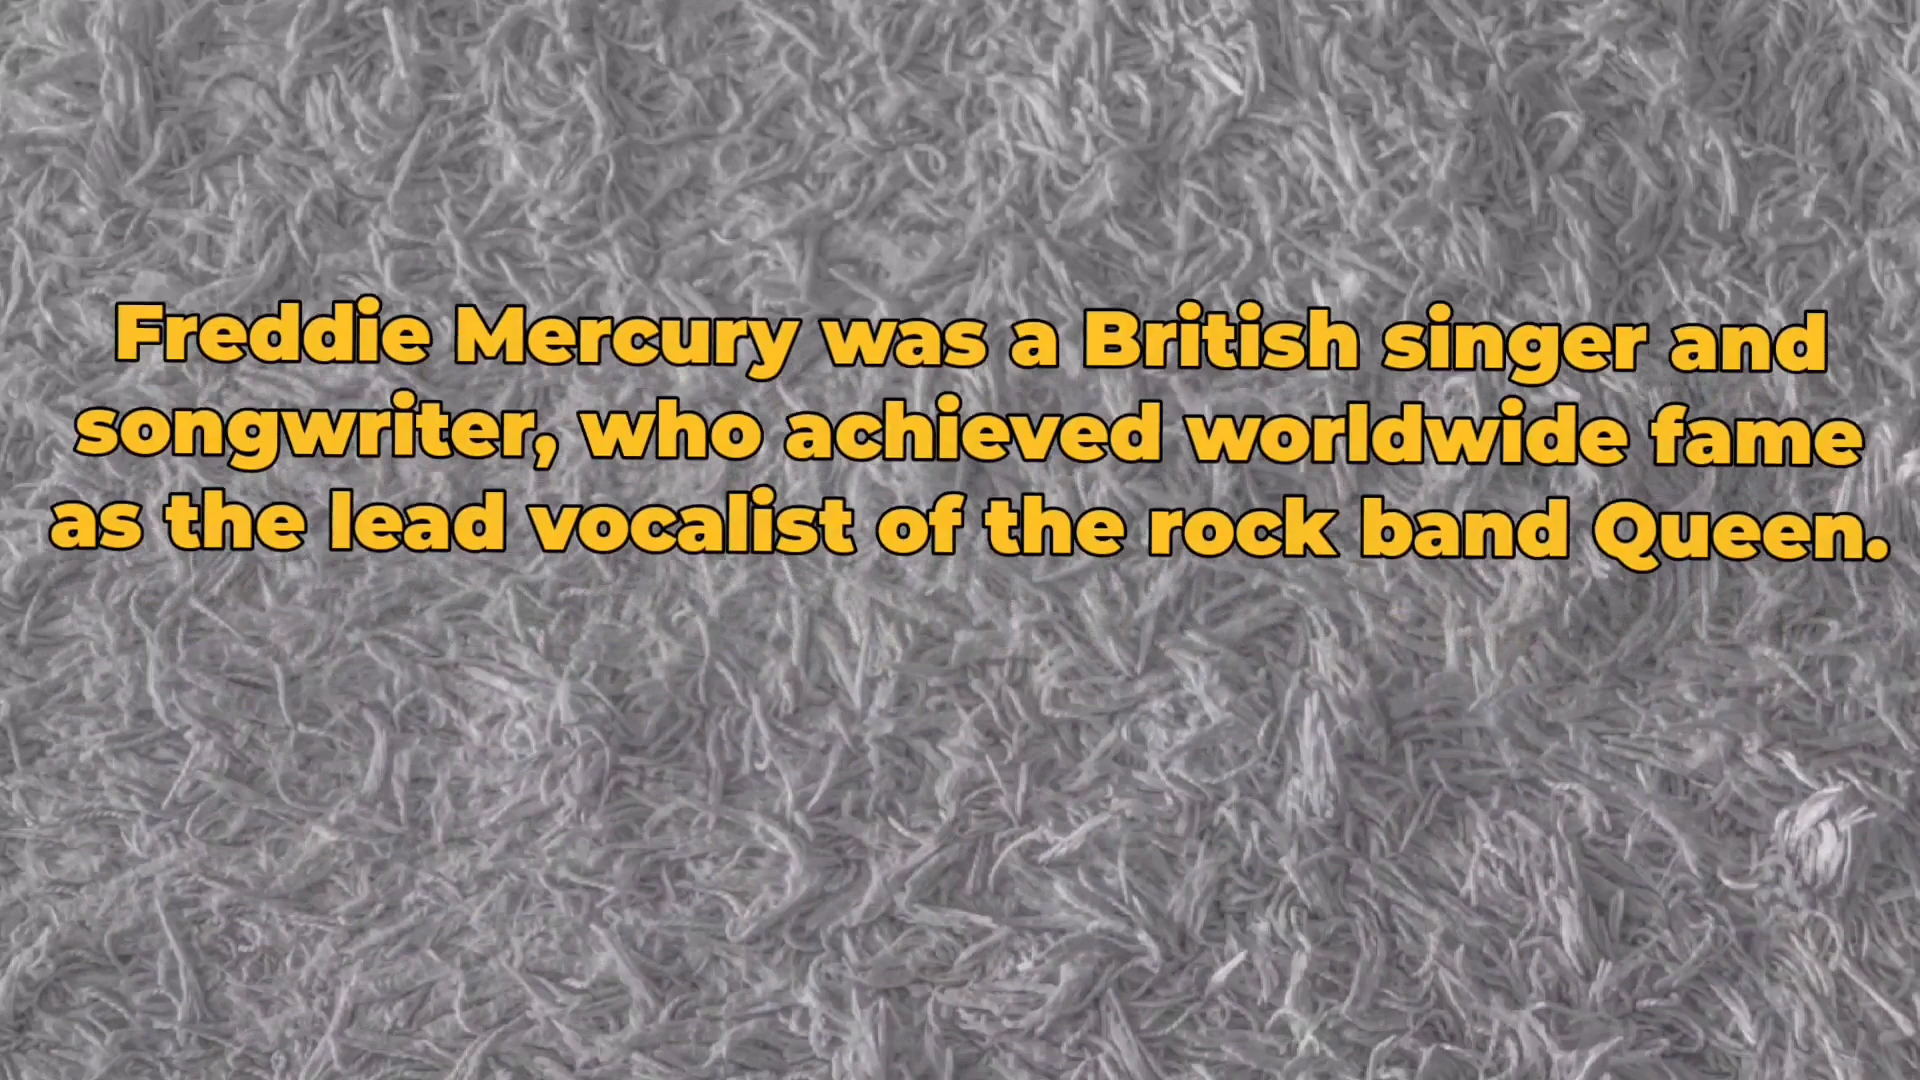 Freddie Mercury was a British singer and
songwriter, who achieved worldwide fame
as the lead vocalist of the rock band Queen.